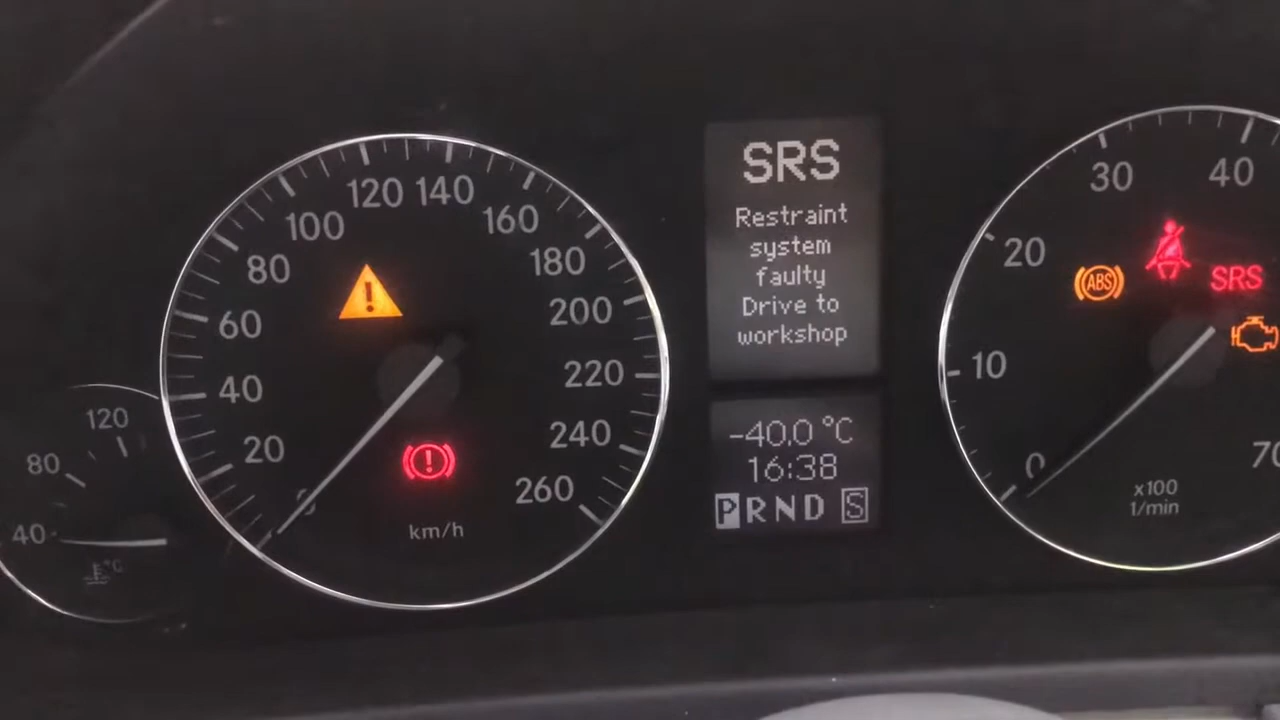 120
80
40
°C
0
20
40
60
80
100
120
140
160
180
200
220
240
260
km/h
SRS
Restraint
system
faulty
Drive to
workshop
-40.0 °C
16:38
PRND S
0
10
20
30
40
70
ABS
SRS
x100
1/min